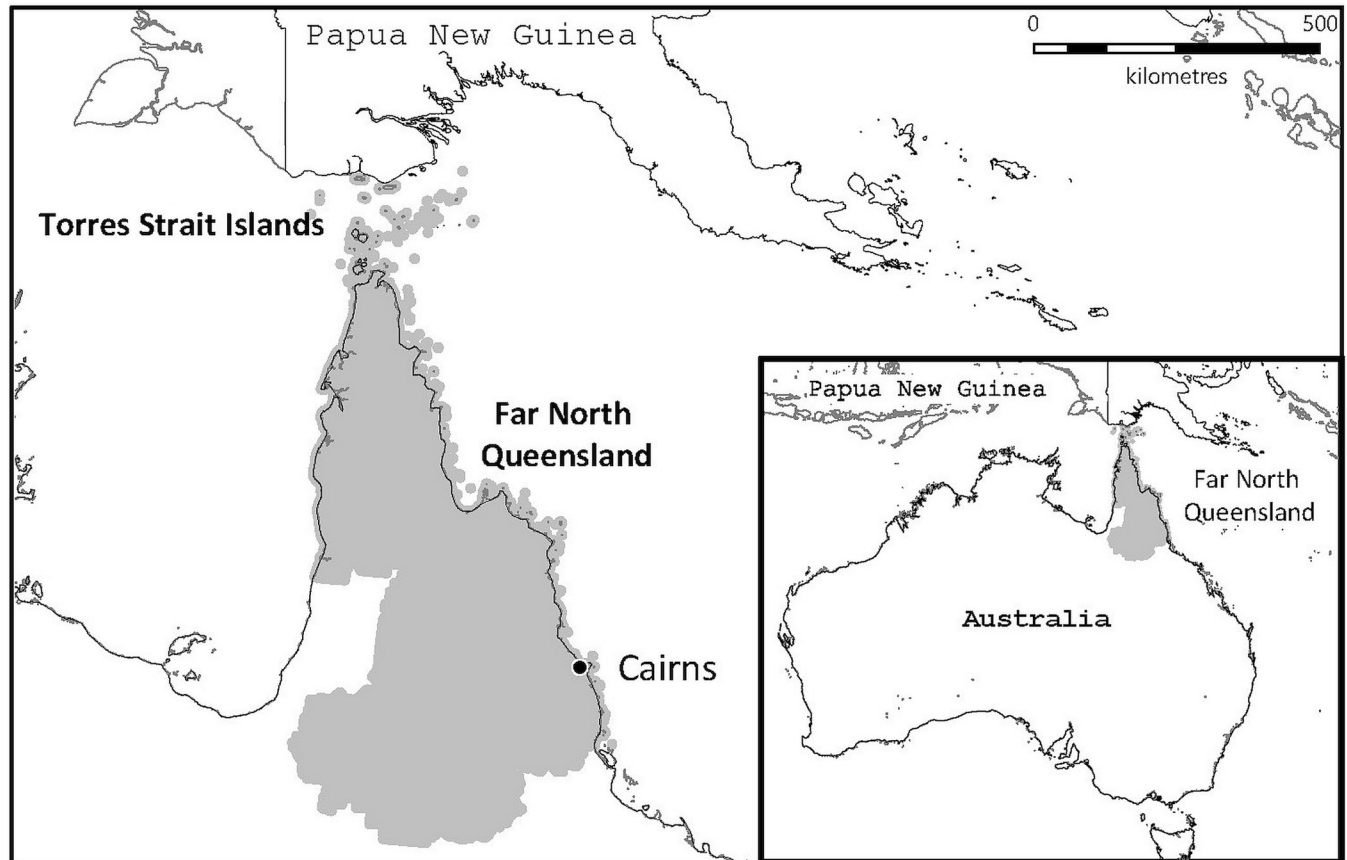 Papua New Guinea
0 500
kilometres
Torres Strait Islands
Far North
Queensland
Cairns
Papua New Guinea
Far North
Queensland
Australia